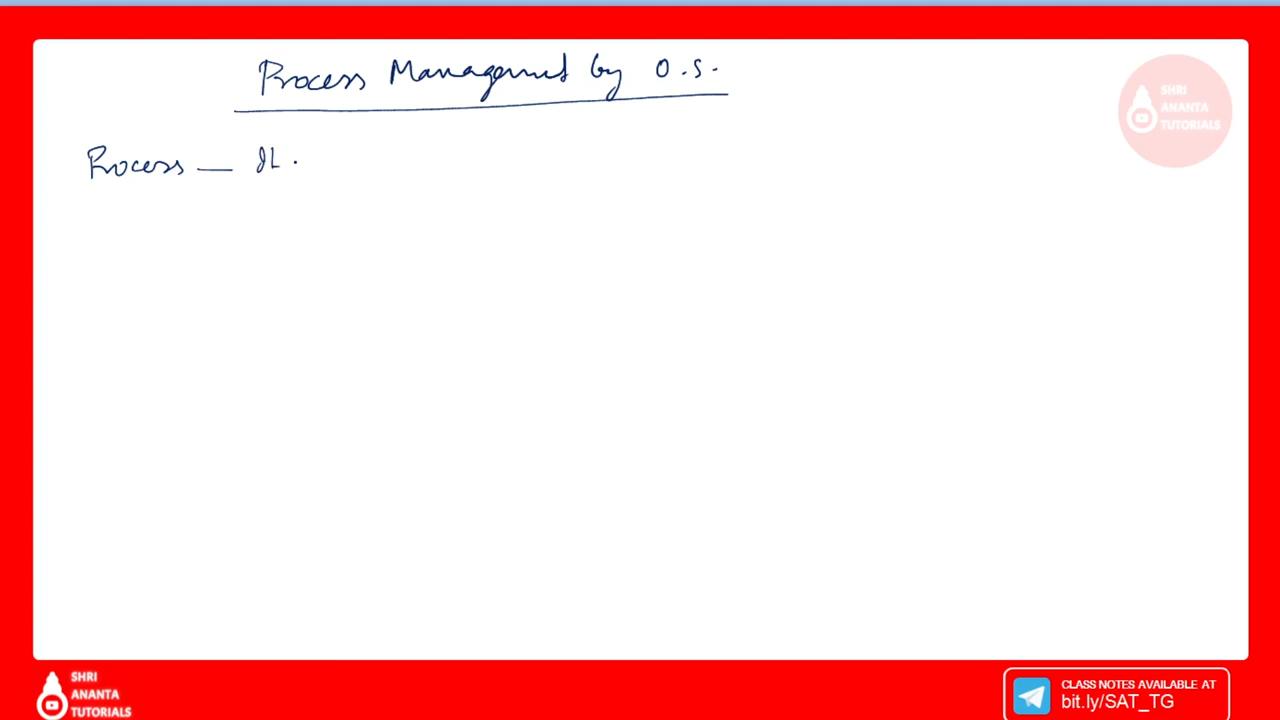 Process Management by O.S.
SHRI
ANANTA
TUTORIALS
Process — It
SHRI
ANANTA
TUTORIALS
CLASS NOTES AVAILABLE AT
bit.ly/SAT_TG